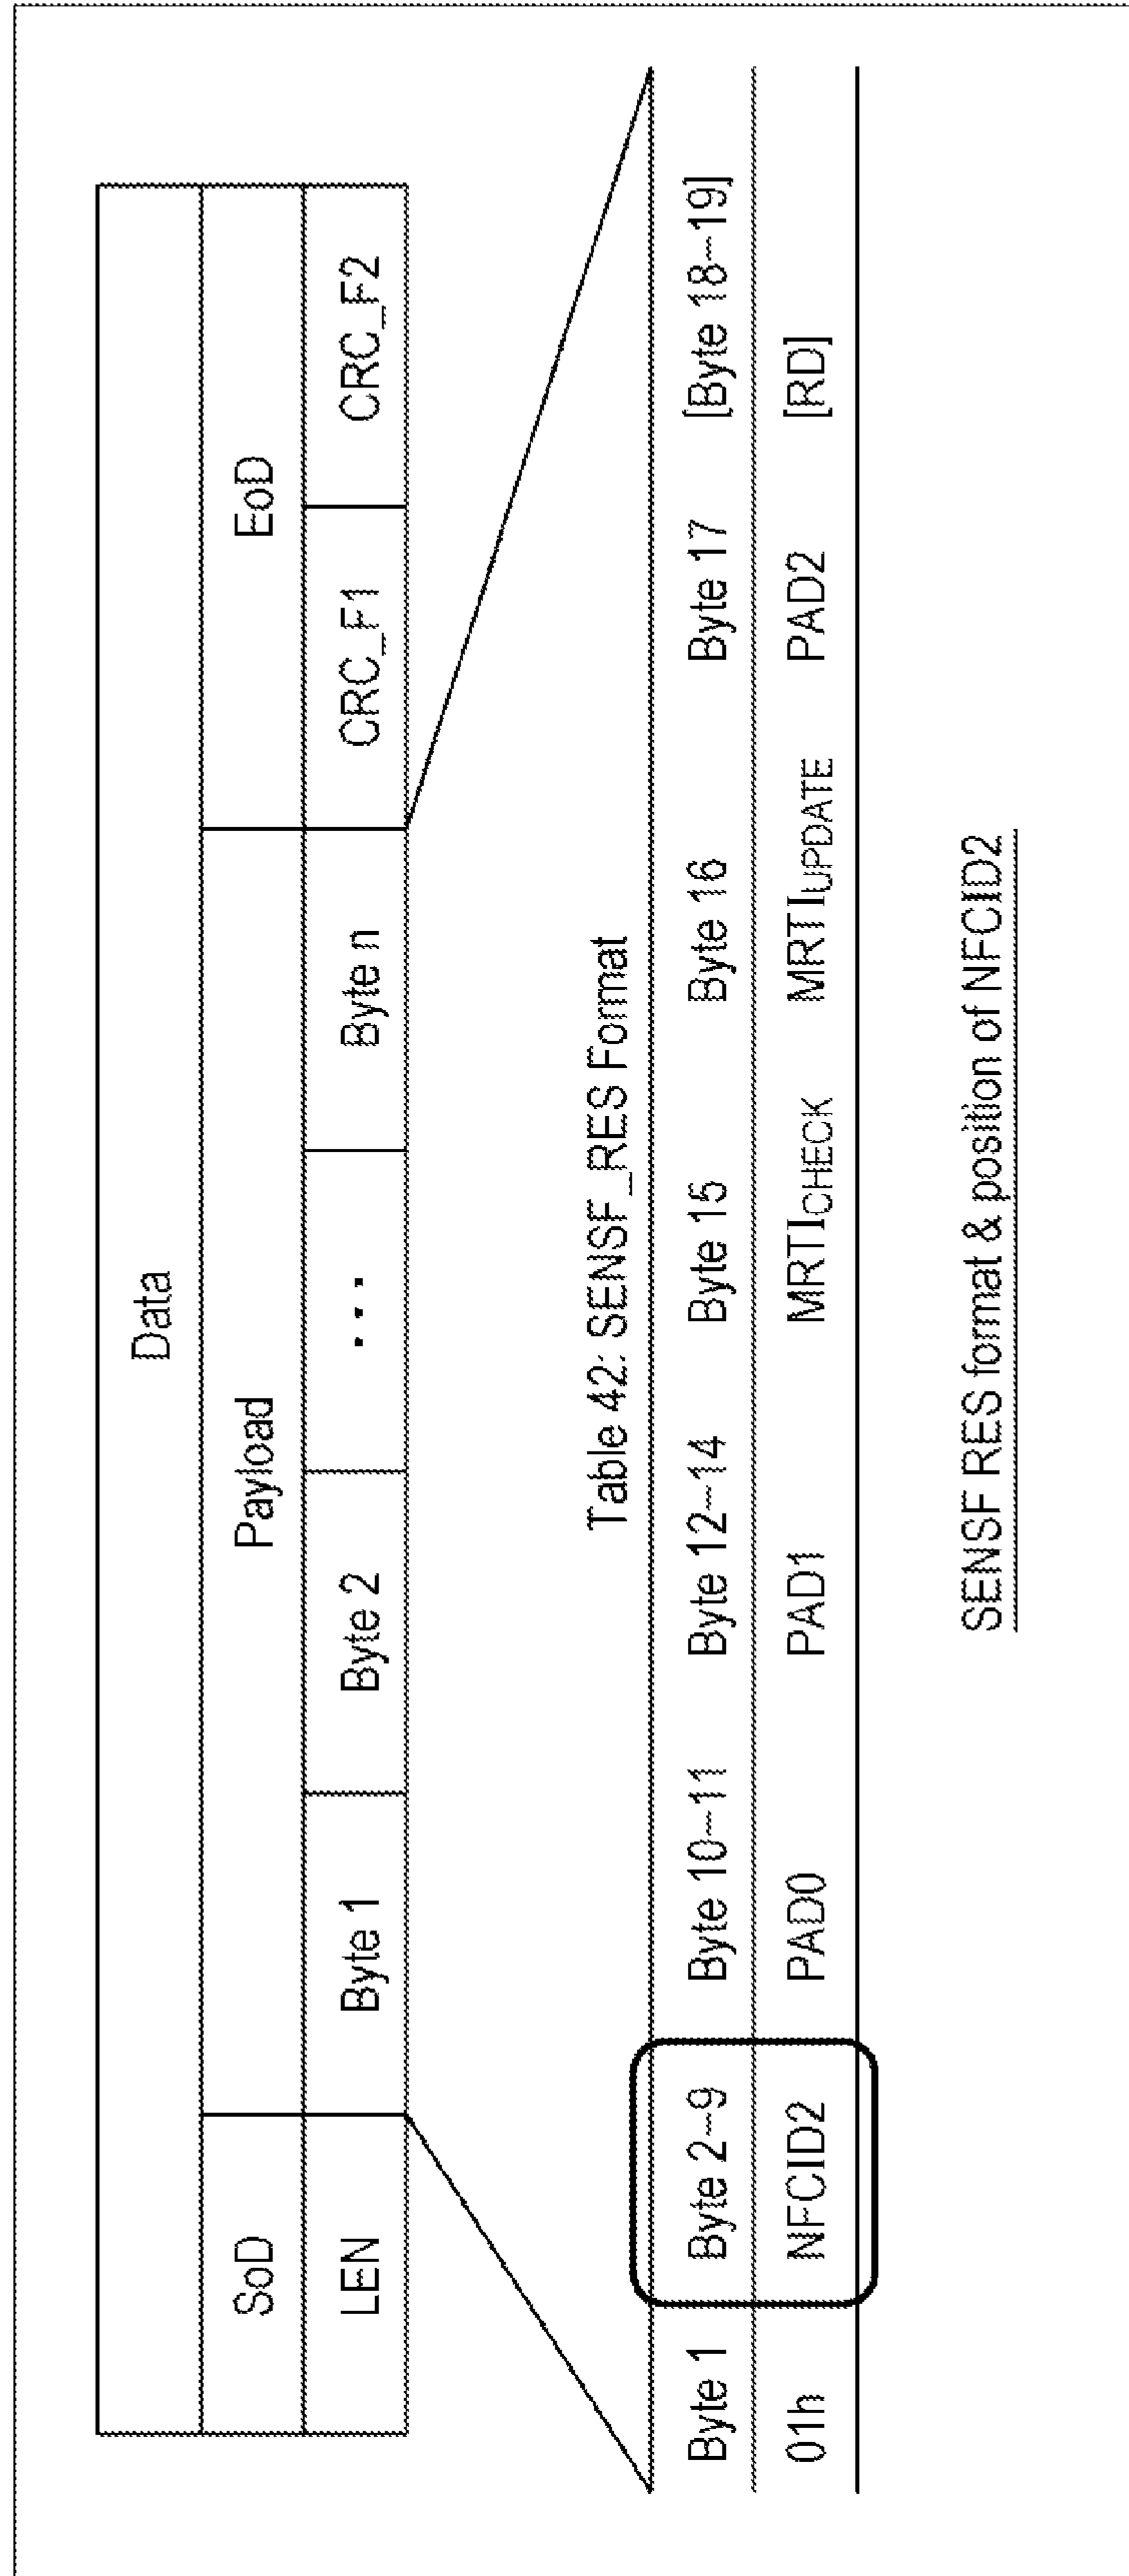 Data
SoD Payload EoD
LEN Byte 1 Byte 2 ... Byte n CRC_F1 CRC_F2
Table 42: SENSF_RES Format
Byte 1 Byte 2-9 Byte 10-11 Byte 12-14 Byte 15 Byte 16 Byte 17 [Byte 18-19]
01h NFCID2 PAD0 PAD1 MRTICHECK MRTIUPDATE PAD2 [RD]
SENSF RES format & position of NFCID2